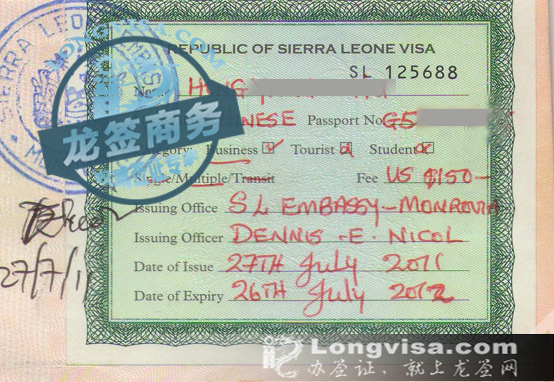 REPUBLIC OF SIERRA LEONE VISA
SL 125688
龙签商务
NESE Passport No G5
Category: Business Tourist Student
Single/Multiple/Transit Fee US $150-
Issuing Office SL EMBASSY-MONROVIA
Issuing Officer DENNIS .E. NICOL
27/7/11
Date of Issue 27TH July 2011
Date of Expiry 26TH July 2012
Longvisa.com
办签证，就上龙签网